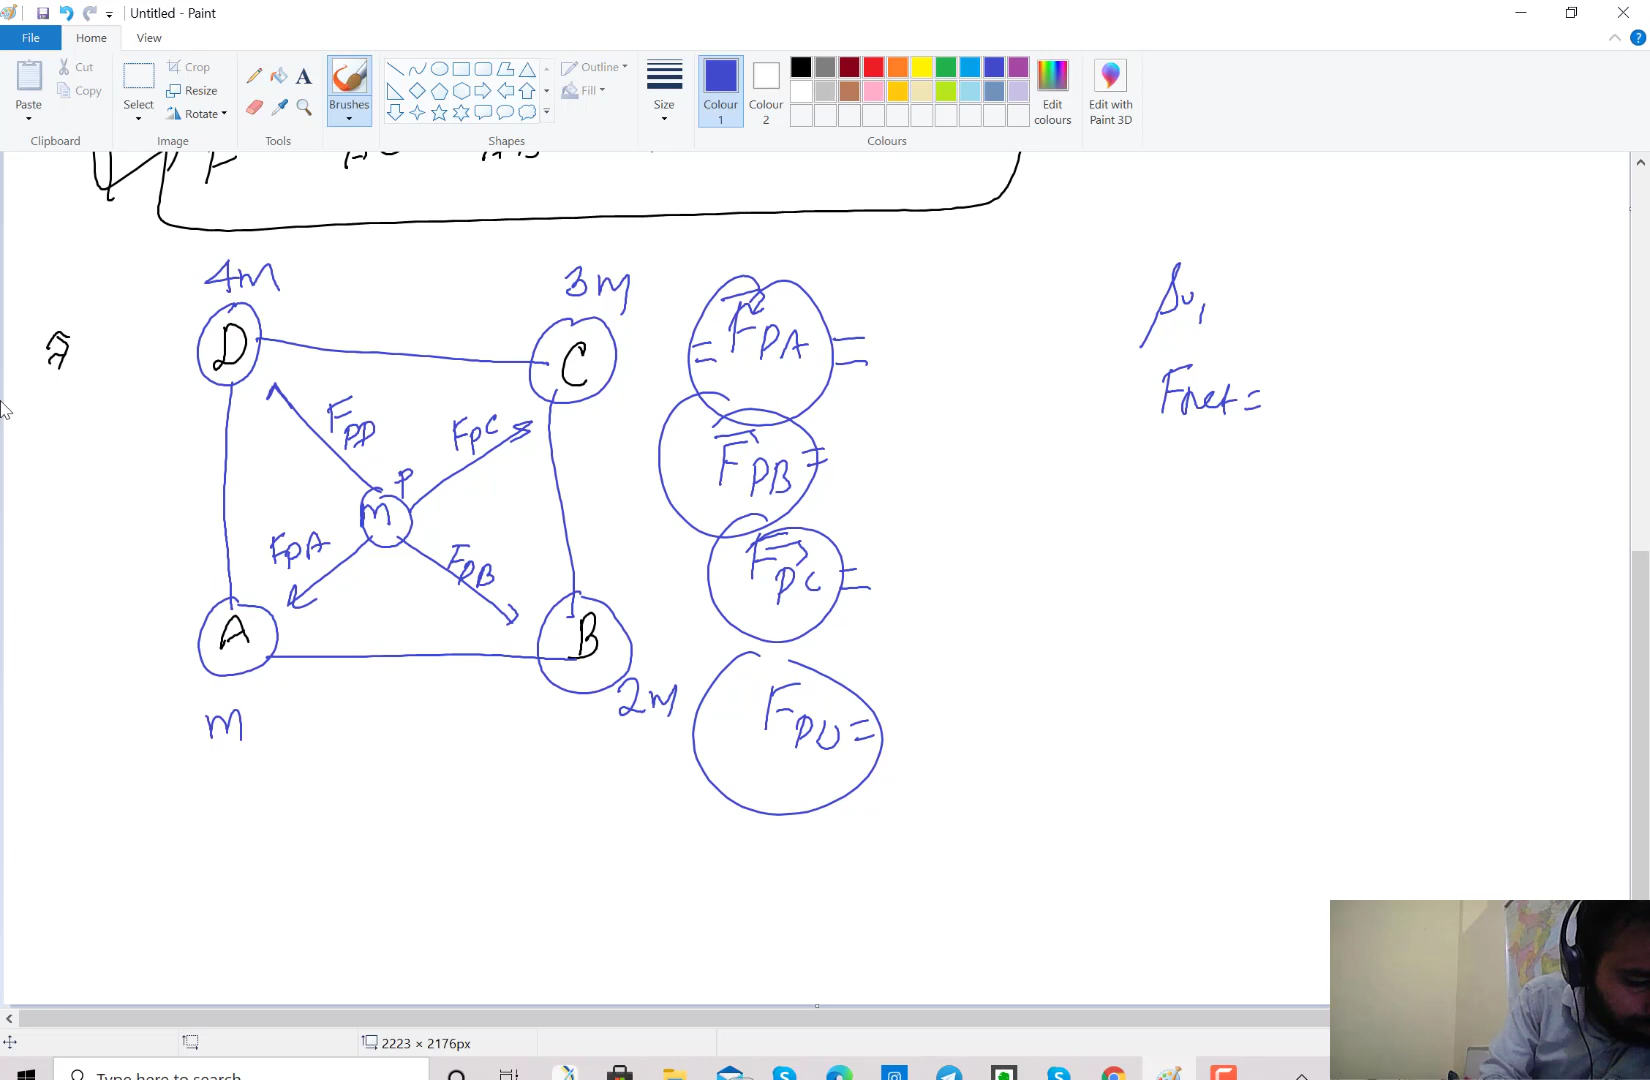 Untitled - Paint
File
Home
View
Paste
Cut
Copy
Clipboard
Select
Crop
Resize
Rotate
Image
A
Tools
Brushes
Outline
Fill
Shapes
Size
Colour
1
Colour
2
Edit
colours
Edit with
Paint 3D
Colours
4M
3M
D
C
FPD
FPC
P
m
FPA
FPB
A
B
M
2M
= FPA =
FPB =
FPC =
FPD =
Fnet =
2223 × 2176px
Type here to search